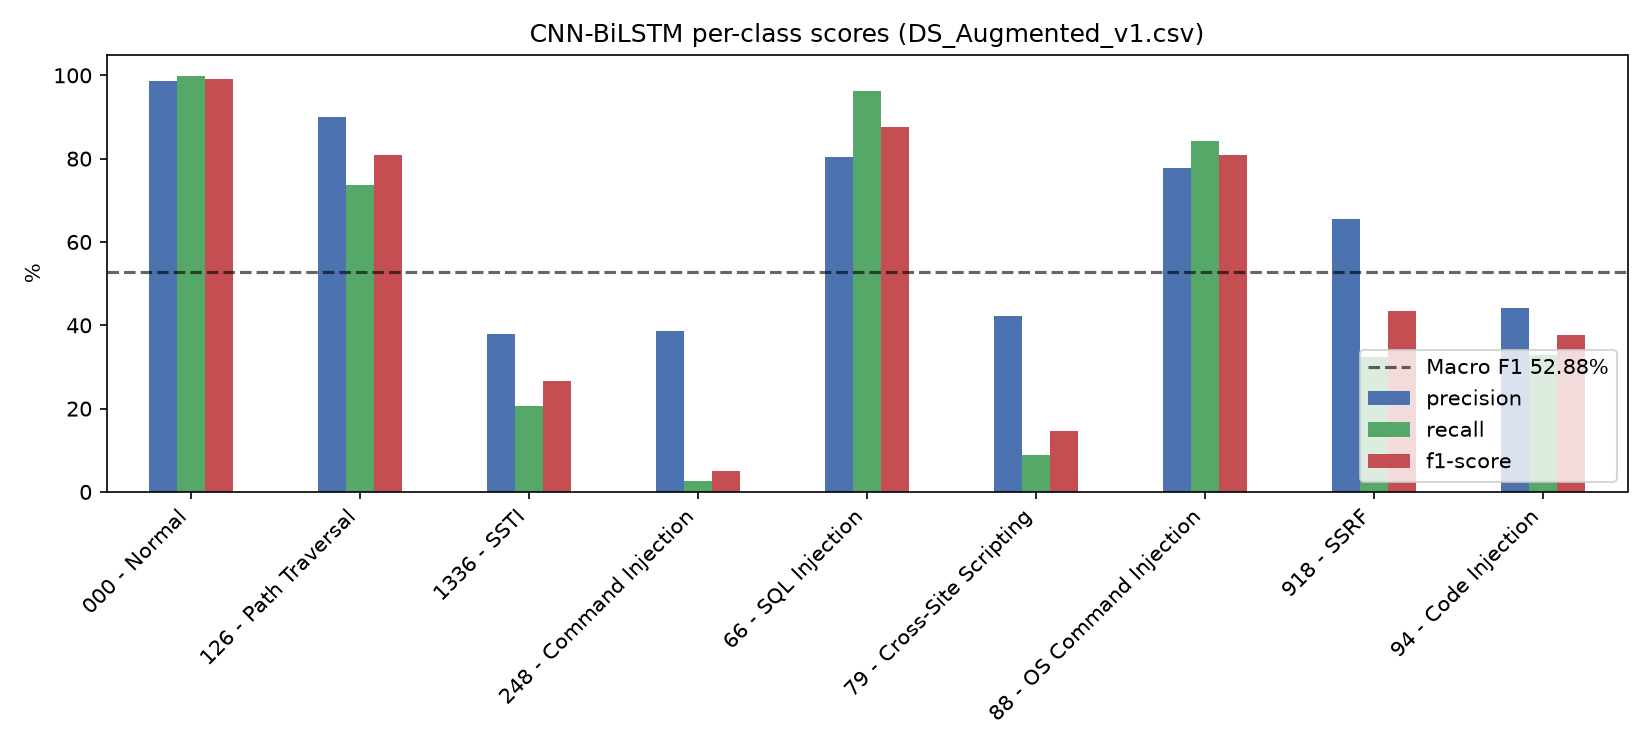 CNN-BiLSTM per-class scores (DS_Augmented_v1.csv)
%
100
80
60
40
20
0
Macro F1 52.88%
precision
recall
f1-score
000 - Normal
126 - Path Traversal
1336 - SSTI
248 - Command Injection
66 - SQL Injection
79 - Cross-Site Scripting
88 - OS Command Injection
918 - SSRF
94 - Code Injection